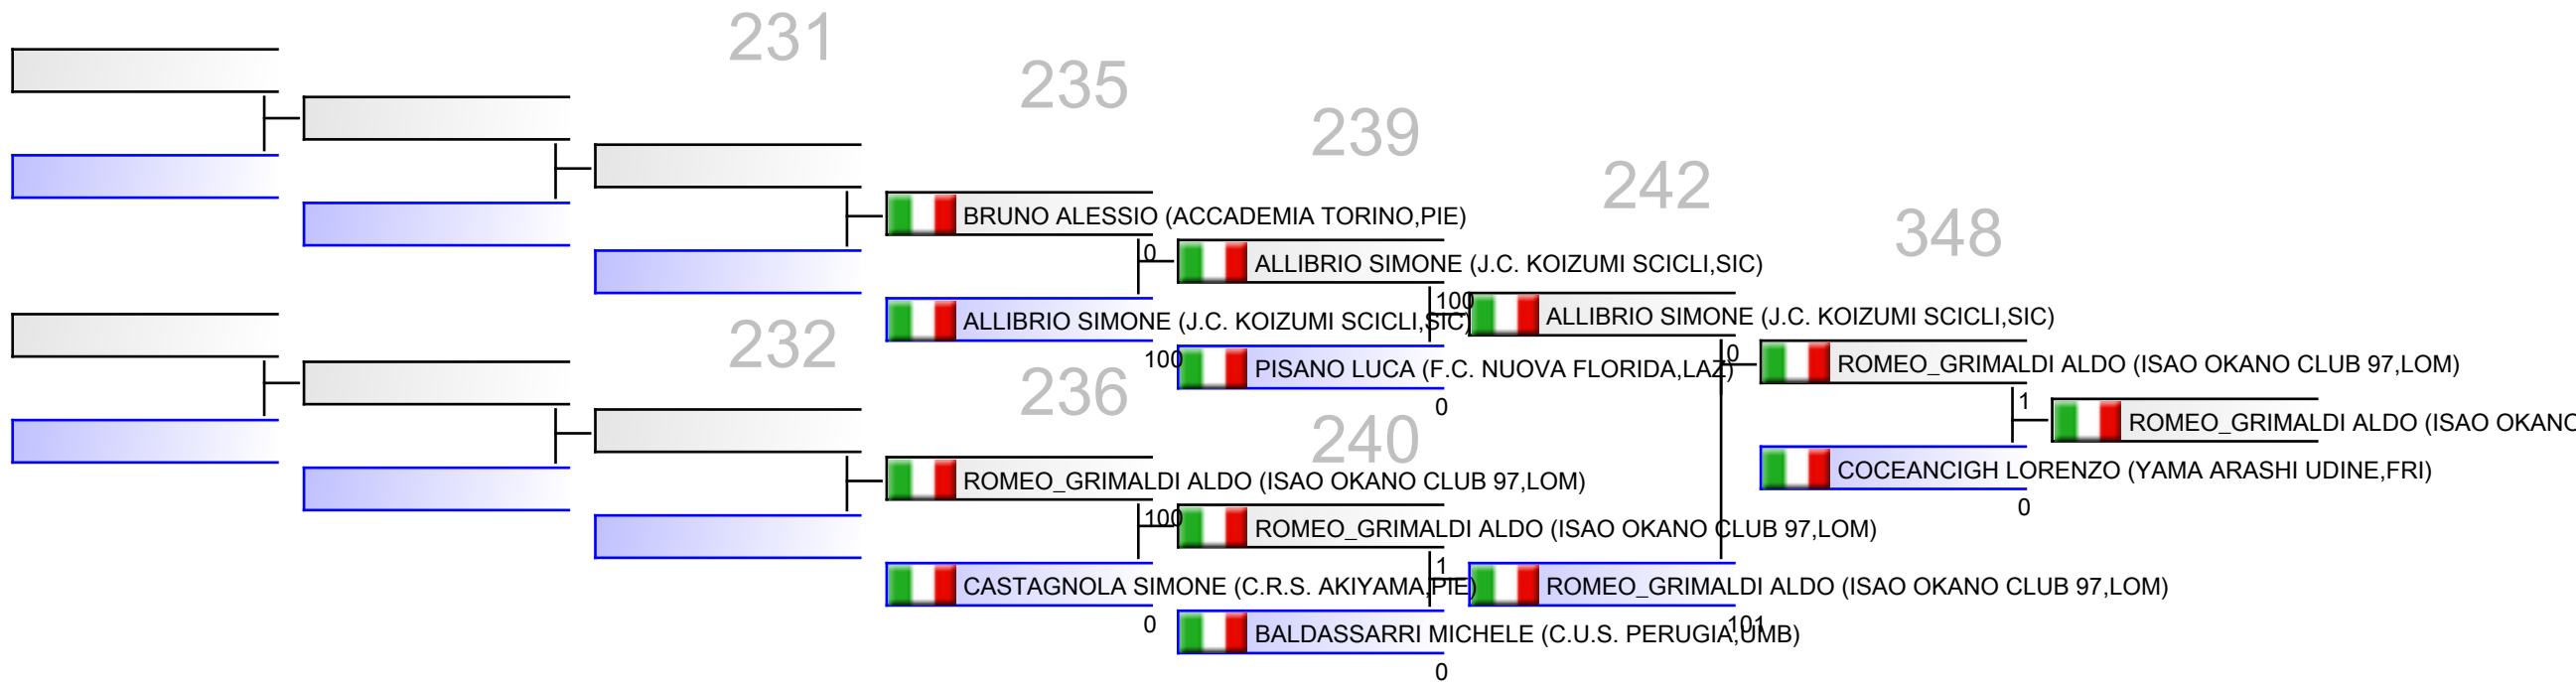 231
235
239
242
348
BRUNO ALESSIO (ACCADEMIA TORINO,PIE)
0
ALLIBRIO SIMONE (J.C. KOIZUMI SCICLI,SIC)
100
ALLIBRIO SIMONE (J.C. KOIZUMI SCICLI,SIC)
ALLIBRIO SIMONE (J.C. KOIZUMI SCICLI,SIC)
232
100
PISANO LUCA (F.C. NUOVA FLORIDA,LAZ)
0
ROMEO_GRIMALDI ALDO (ISAO OKANO CLUB 97,LOM)
236
0
1
ROMEO_GRIMALDI ALDO (ISAO OKANO
240
COCEANCIGH LORENZO (YAMA ARASHI UDINE,FRI)
0
ROMEO_GRIMALDI ALDO (ISAO OKANO CLUB 97,LOM)
100
ROMEO_GRIMALDI ALDO (ISAO OKANO CLUB 97,LOM)
1
CASTAGNOLA SIMONE (C.R.S. AKIYAMA,PIE)
ROMEO_GRIMALDI ALDO (ISAO OKANO CLUB 97,LOM)
0
BALDASSARRI MICHELE (C.U.S. PERUGIA,UMB)
101
0